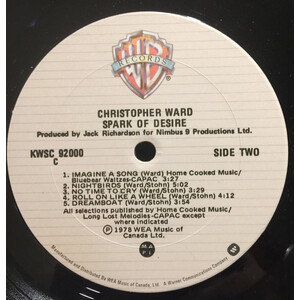 WB
RECORDS
CHRISTOPHER WARD
SPARK OF DESIRE
Produced by Jack Richardson for Nimbus 9 Productions Ltd.
KWSC 92000
C
SIDE TWO
1. IMAGINE A SONG (Ward) Home Cooked Music/
Bluebear Waltzes-CAPAC 3:27
2. NIGHTBIRDS (Ward/Stohn) 5:02
3. NO TIME TO CRY (Ward/Stohn) 3:29
4. ROLL ON LIKE A WHEEL (Ward/Stohn) 4:12
5. DREAMBOAT (Ward/Stohn) 3:54
All selections published by Home Cooked Music/
Long Lost Melodies-CAPAC except
where indicated
Ⓟ 1978 WEA Music of
Canada Ltd.
M A
P L
Manufactured and Distributed By WEA Music of Canada, Ltd. A Warner Communications Company